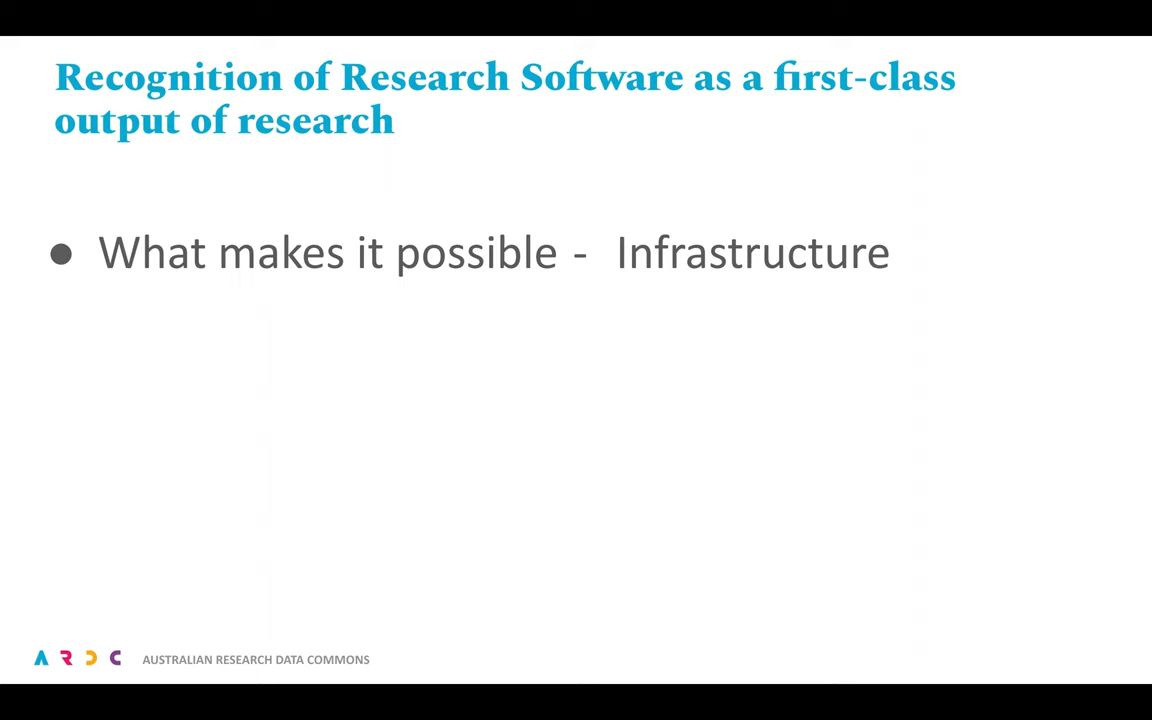 Recognition of Research Software as a first-class
output of research
● What makes it possible - Infrastructure
ARDC AUSTRALIAN RESEARCH DATA COMMONS